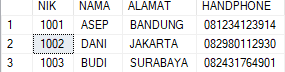 NIK NAMA ALAMAT HANDPHONE
1 1001 ASEP BANDUNG 081234123914
2 1002 DANI JAKARTA 082980112930
3 1003 BUDI SURABAYA 082431764901